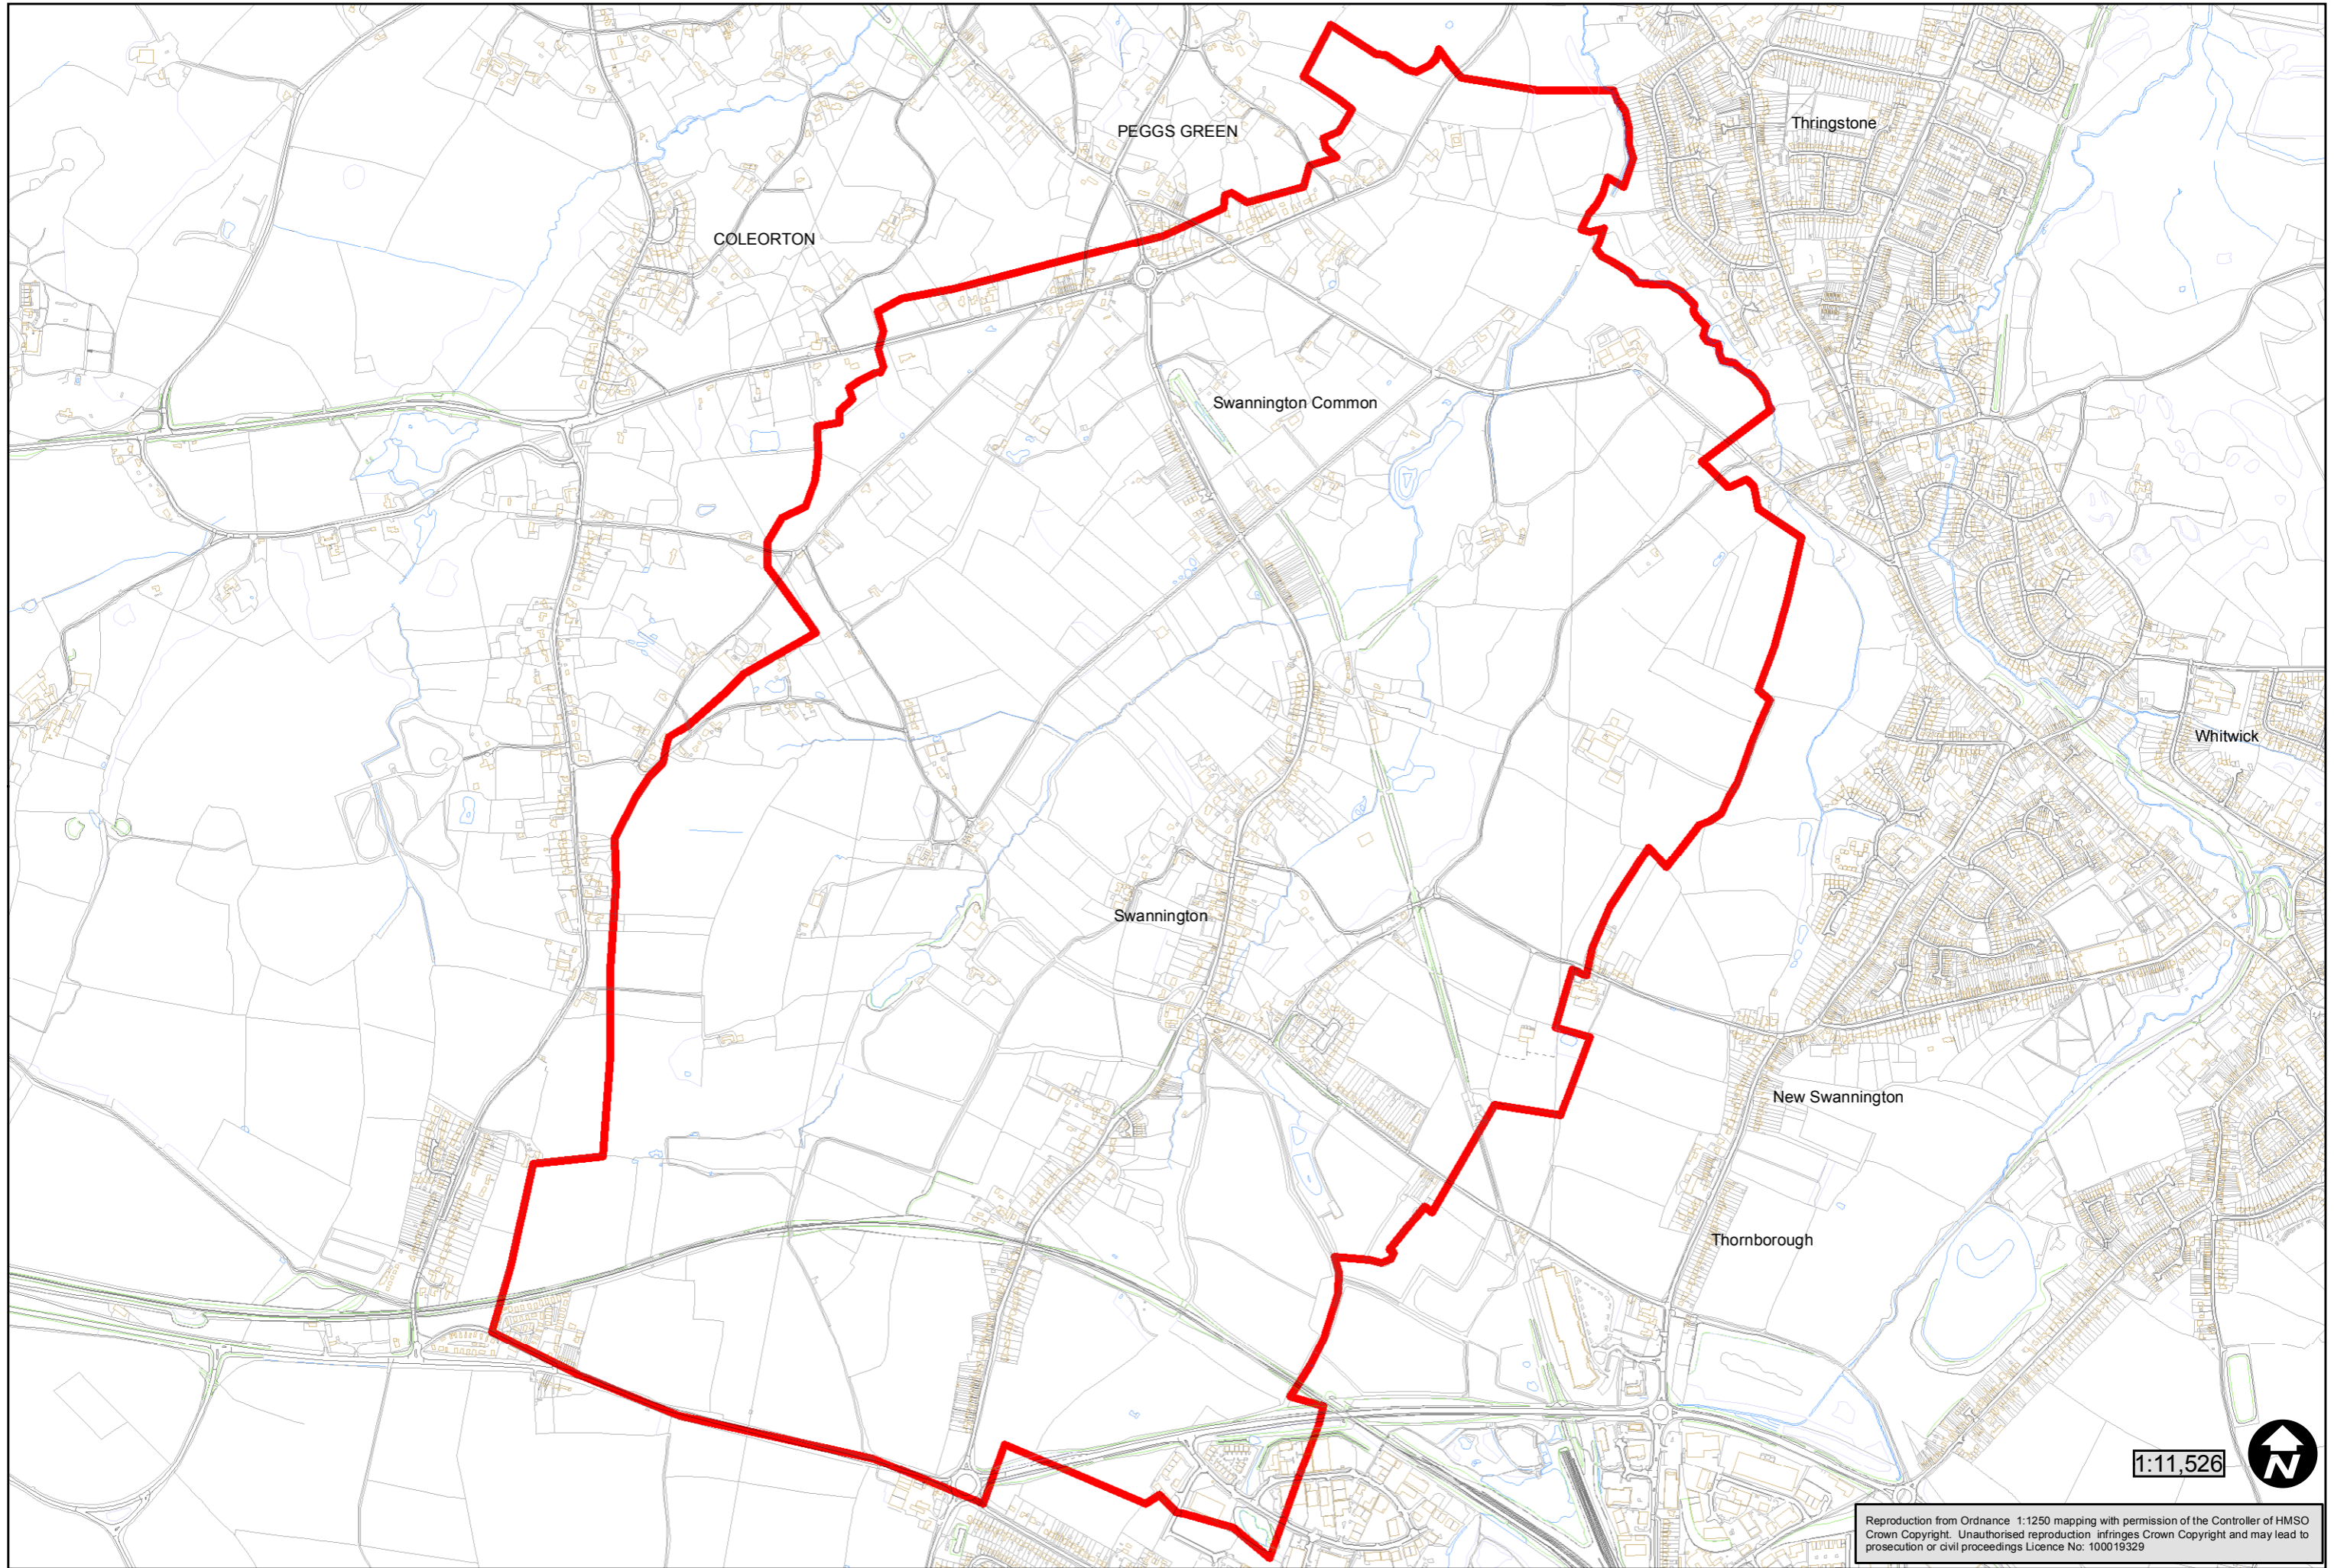 Thringstone
PEGGS GREEN
COLEORTON
Swannington Common
Whitwick
Swannington
New Swannington
Thornborough
1:11,526
N
Reproduction from Ordnance 1:1250 mapping with permission of the Controller of HMSO
Crown Copyright. Unauthorised reproduction infringes Crown Copyright and may lead to
prosecution or civil proceedings Licence No: 100019329